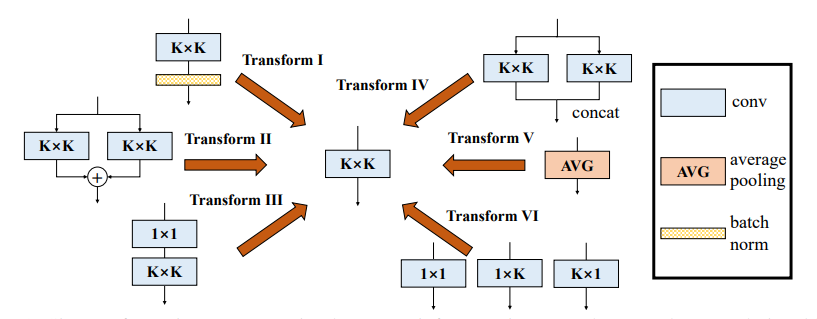 K×K
Transform I
K×K K×K
+
Transform II
1×1
K×K
Transform III
K×K
K×K K×K
concat
Transform IV
AVG
Transform V
1×1 1×K K×1
Transform VI
conv
AVG average
pooling
batch
norm